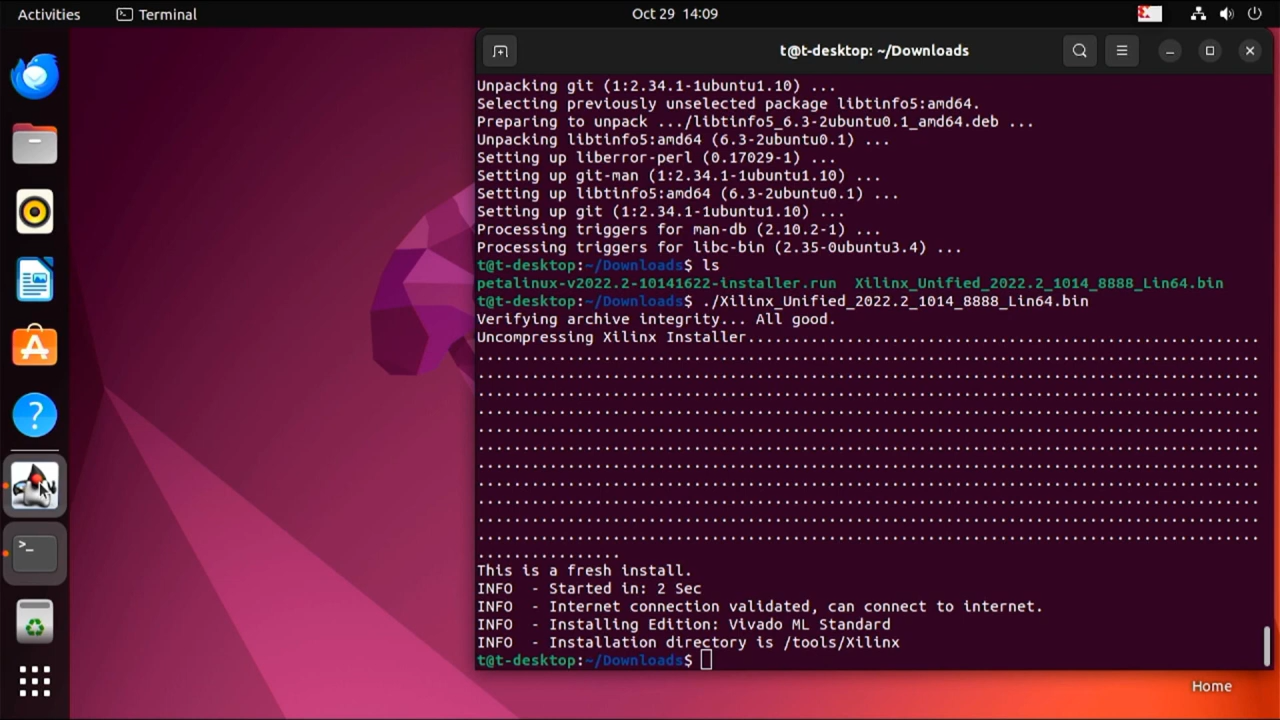 Activities
Terminal
Oct 29 14:09
t@t-desktop: ~/Downloads
Unpacking git (1:2.34.1-1ubuntu1.10) ...
Selecting previously unselected package libtinfo5:amd64.
Preparing to unpack .../libtinfo5_6.3-2ubuntu0.1_amd64.deb ...
Unpacking libtinfo5:amd64 (6.3-2ubuntu0.1) ...
Setting up liberror-perl (0.17029-1) ...
Setting up git-man (1:2.34.1-1ubuntu1.10) ...
Setting up libtinfo5:amd64 (6.3-2ubuntu0.1) ...
Setting up git (1:2.34.1-1ubuntu1.10) ...
Processing triggers for man-db (2.10.2-1) ...
Processing triggers for libc-bin (2.35-0ubuntu3.4) ...
t@t-desktop:~/Downloads$ ls
petalinux-v2022.2-10141622-installer.run  Xilinx_Unified_2022.2_1014_8888_Lin64.bin
t@t-desktop:~/Downloads$ ./Xilinx_Unified_2022.2_1014_8888_Lin64.bin
Verifying archive integrity... All good.
Uncompressing Xilinx Installer.........................................................
.......................................................................................
.......................................................................................
.......................................................................................
.......................................................................................
.......................................................................................
.......................................................................................
.......................................................................................
.......................................................................................
.......................................................................................
.......................................................................................
.......................................................................................
................
This is a fresh install.
INFO  - Started in: 2 Sec
INFO  - Internet connection validated, can connect to internet.
INFO  - Installing Edition: Vivado ML Standard
INFO  - Installation directory is /tools/Xilinx
t@t-desktop:~/Downloads$
Home